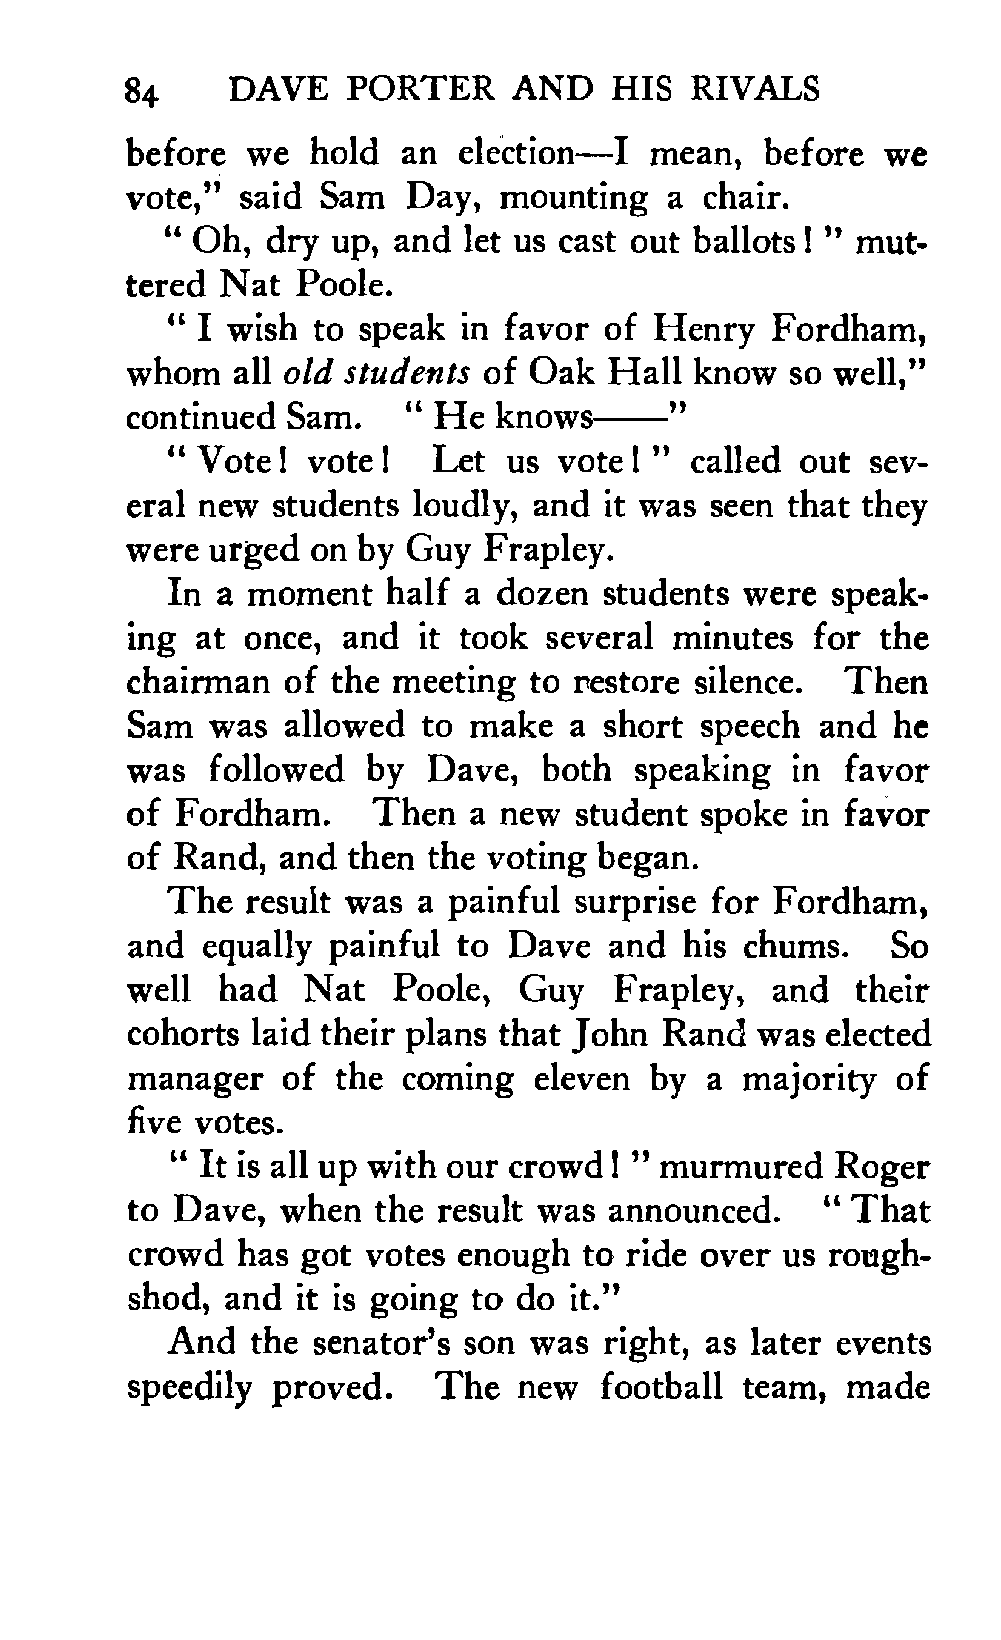 84 DAVE PORTER AND HIS RIVALS
before we hold an election—I mean, before we
vote," said Sam Day, mounting a chair.
" Oh, dry up, and let us cast out ballots! " mut-
tered Nat Poole.
" I wish to speak in favor of Henry Fordham,
whom all old students of Oak Hall know so well,"
continued Sam. " He knows——"
" Vote! vote! Let us vote! " called out sev-
eral new students loudly, and it was seen that they
were urged on by Guy Frapley.
In a moment half a dozen students were speak-
ing at once, and it took several minutes for the
chairman of the meeting to restore silence. Then
Sam was allowed to make a short speech and he
was followed by Dave, both speaking in favor
of Fordham. Then a new student spoke in favor
of Rand, and then the voting began.
The result was a painful surprise for Fordham,
and equally painful to Dave and his chums. So
well had Nat Poole, Guy Frapley, and their
cohorts laid their plans that John Rand was elected
manager of the coming eleven by a majority of
five votes.
" It is all up with our crowd! " murmured Roger
to Dave, when the result was announced. " That
crowd has got votes enough to ride over us rough-
shod, and it is going to do it."
And the senator's son was right, as later events
speedily proved. The new football team, made